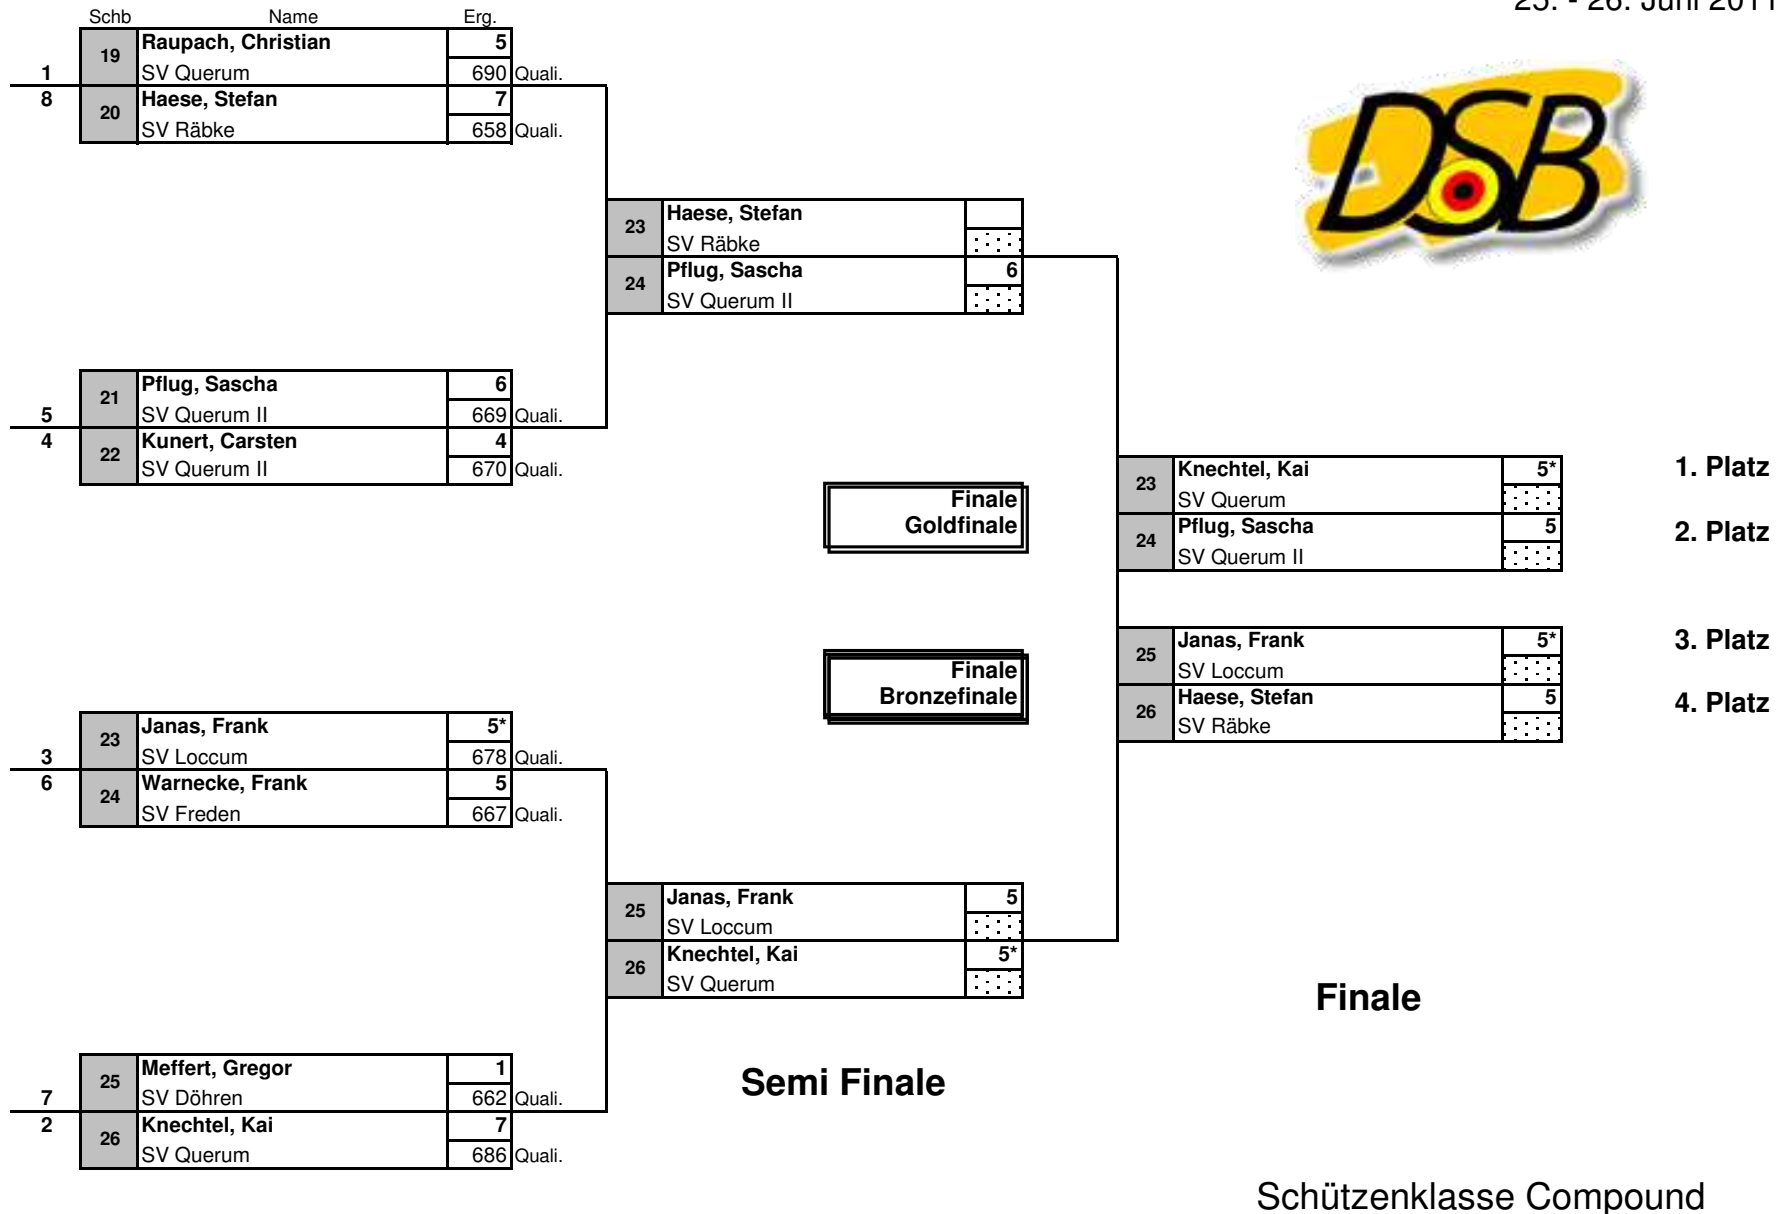 25. - 26. Juni 2011
Schb Name Erg.
19 Raupach, Christian 5
1 SV Querum 690 Quali.
8 20 Haese, Stefan 7
SV Räbke 658 Quali.
DSB
23 Haese, Stefan
SV Räbke
24 Pflug, Sascha 6
SV Querum II
21 Pflug, Sascha 6
5 SV Querum II 669 Quali.
4 22 Kunert, Carsten 4
SV Querum II 670 Quali.
Finale
Goldfinale
23 Knechtel, Kai 5* 1. Platz
SV Querum
24 Pflug, Sascha 5 2. Platz
SV Querum II
Finale
Bronzefinale
25 Janas, Frank 5* 3. Platz
SV Loccum
26 Haese, Stefan 5 4. Platz
SV Räbke
23 Janas, Frank 5*
3 SV Loccum 678 Quali.
6 24 Warnecke, Frank 5
SV Freden 667 Quali.
25 Janas, Frank 5
SV Loccum
26 Knechtel, Kai 5*
SV Querum
Finale
Semi Finale
25 Meffert, Gregor 1
7 SV Döhren 662 Quali.
2 26 Knechtel, Kai 7
SV Querum 686 Quali.
Schützenklasse Compound